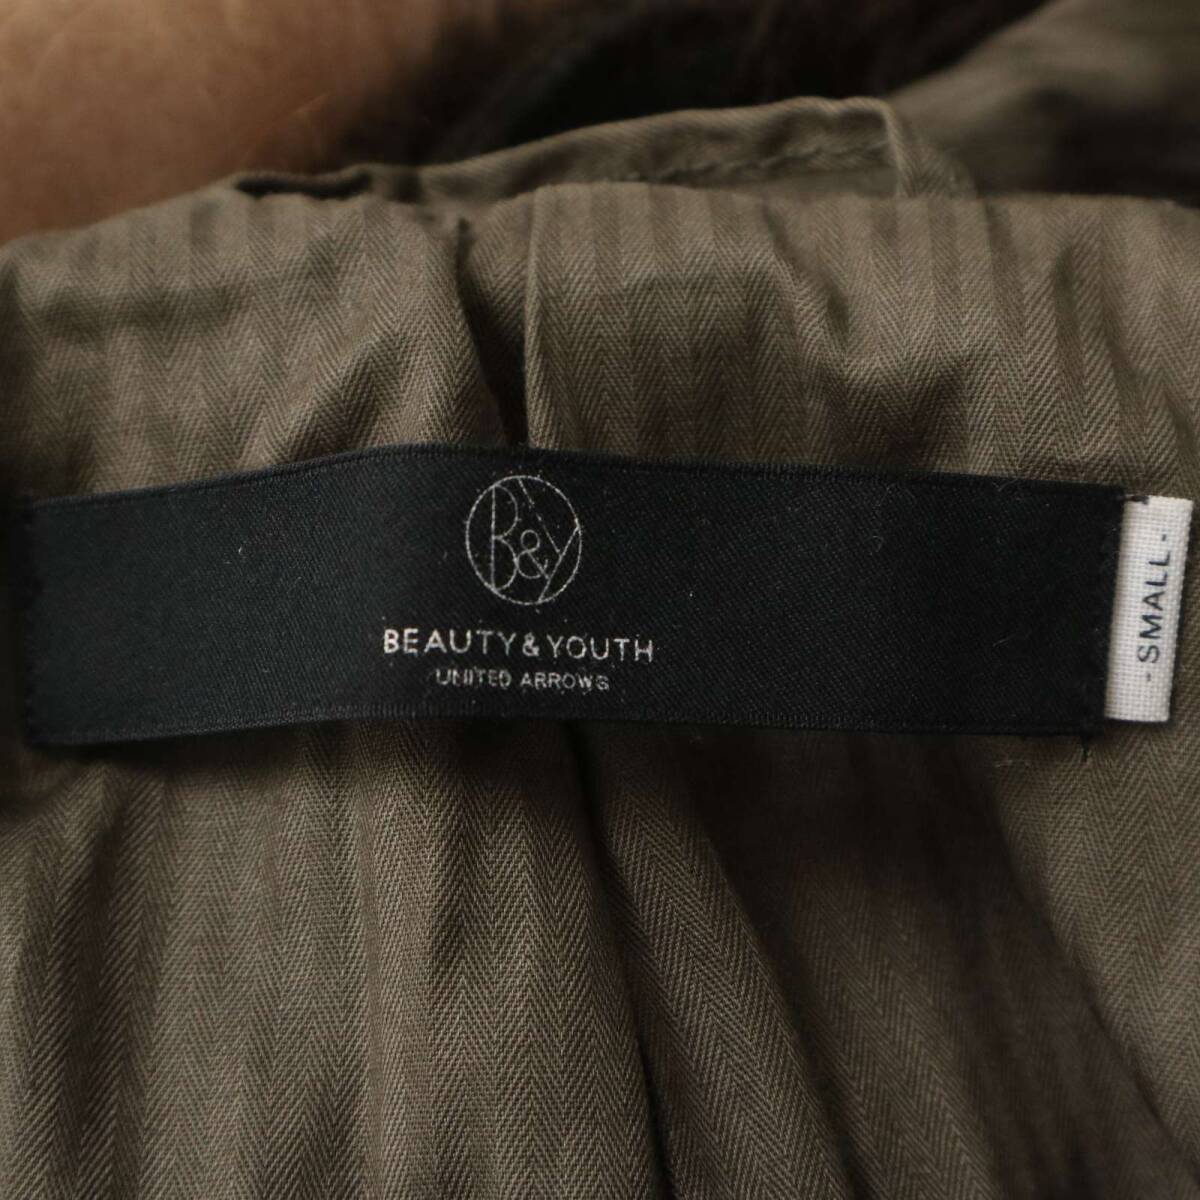 B&Y
BEAUTY & YOUTH
UNITED ARROWS
- SMALL -